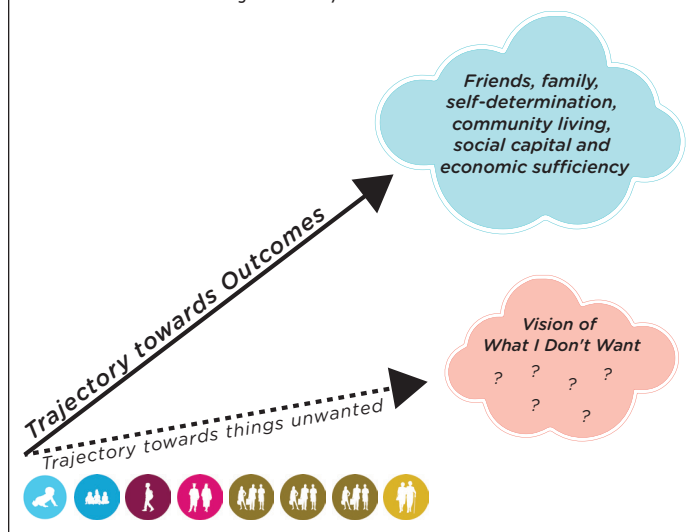 Friends, family,
self-determination,
community living,
social capital and
economic sufficiency
Trajectory towards Outcomes
Vision of
What I Don't Want
? ? ? ?
? ?
Trajectory towards things unwanted